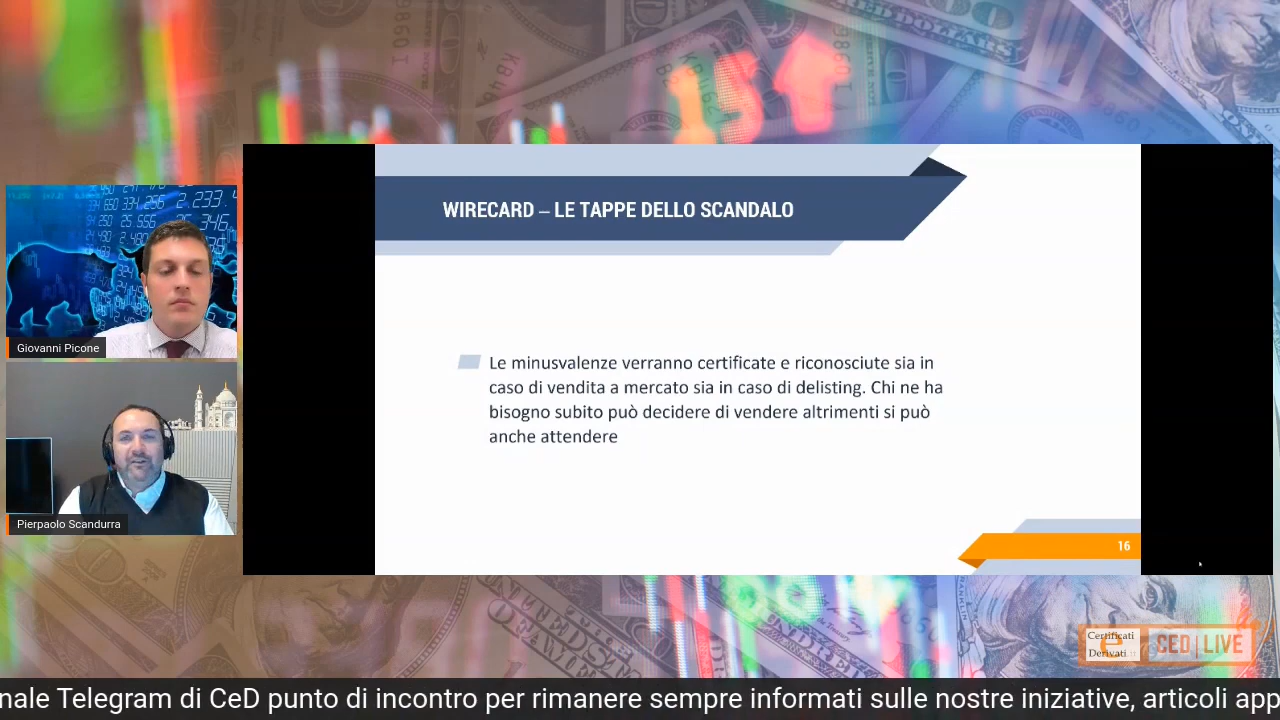 WIRECARD – LE TAPPE DELLO SCANDALO
Giovanni Picone
Pierpaolo Scandurra
Le minusvalenze verranno certificate e riconosciute sia in
caso di vendita a mercato sia in caso di delisting. Chi ne ha
bisogno subito può decidere di vendere altrimenti si può
anche attendere
16
Certificati
Derivati
CED | LIVE
nale Telegram di CeD punto di incontro per rimanere sempre informati sulle nostre iniziative, articoli app